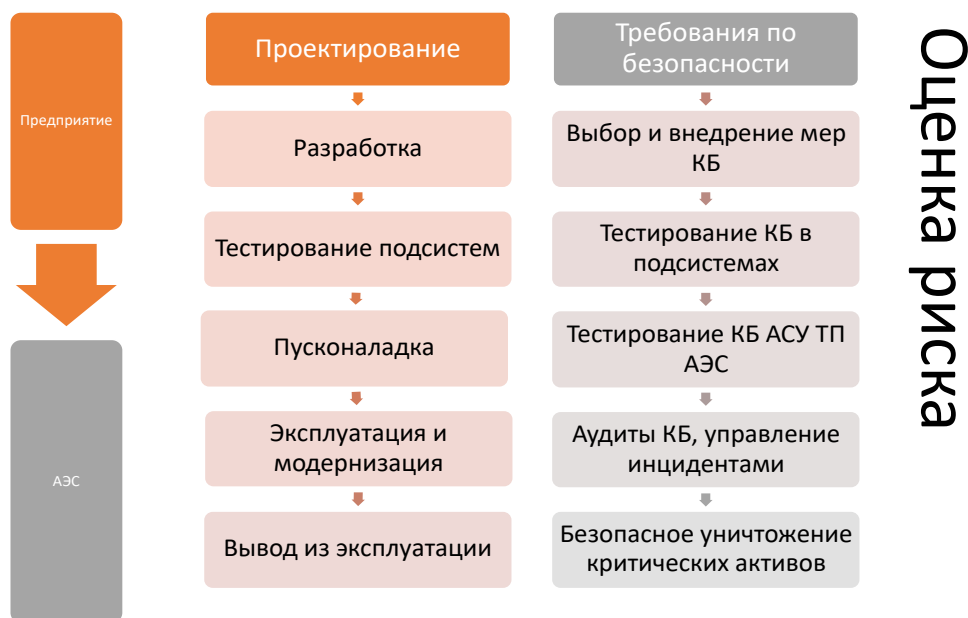 Предприятие
АЭС
Проектирование
Разработка
Тестирование подсистем
Пусконаладка
Эксплуатация и
модернизация
Вывод из эксплуатации
Требования по
безопасности
Выбор и внедрение мер
КБ
Тестирование КБ в
подсистемах
Тестирование КБ АСУ ТП
АЭС
Аудиты КБ, управление
инцидентами
Безопасное уничтожение
критических активов
Оценка риска